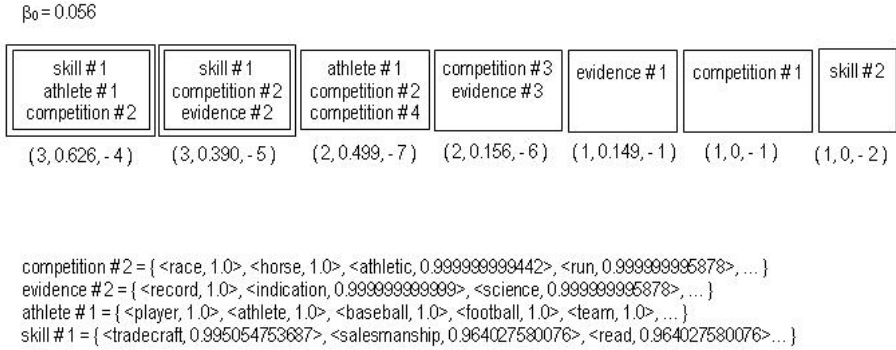 β₀ = 0.056
skill #1
athlete #1
competition #2
skill #1
competition #2
evidence #2
athlete #1
competition #2
competition #4
competition #3
evidence #3
evidence #1
competition #1
skill #2
(3, 0.626, - 4)
(3, 0.390, - 5)
(2, 0.499, - 7)
(2, 0.156, - 6)
(1, 0.149, - 1)
(1, 0, - 1)
(1, 0, - 2)
competition #2 = { <race, 1.0>, <horse, 1.0>, <athletic, 0.999999999442>, <run, 0.999999995878>, ... }
evidence #2 = { <record, 1.0>, <indication, 0.999999999999>, <science, 0.999999995878>, ... }
athlete #1 = { <player, 1.0>, <athlete, 1.0>, <baseball, 1.0>, <football, 1.0>, <team, 1.0>, ... }
skill #1 = { <tradecraft, 0.995054753687>, <salesmanship, 0.964027580076>, <read, 0.964027580076>... }